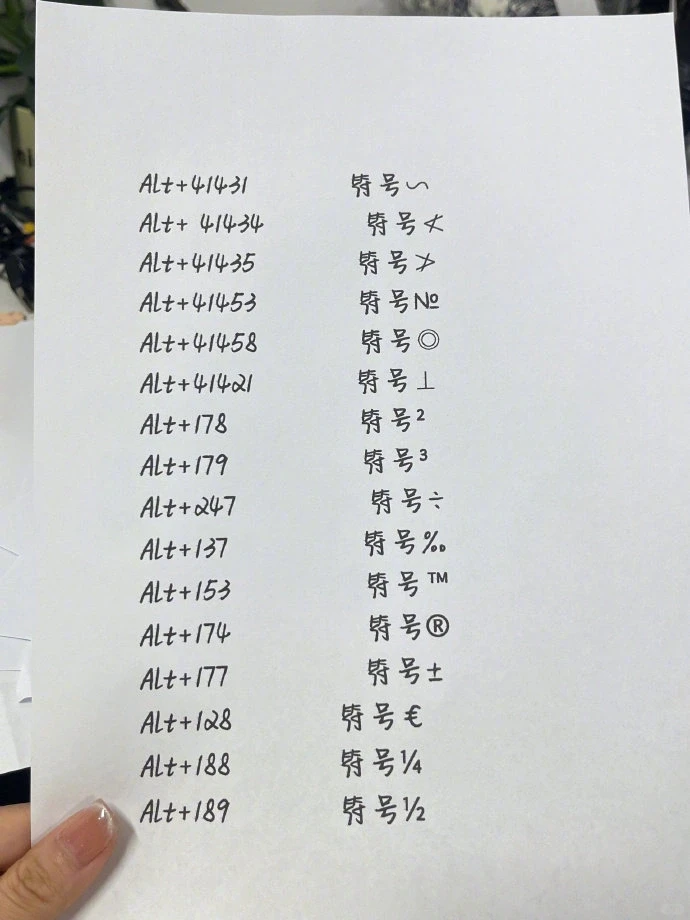 Alt+41431 符号∽
Alt+ 41434 符号≮
Alt+41435 符号≯
Alt+41453 符号№
Alt+41458 符号◎
Alt+41421 符号⊥
Alt+178 符号²
Alt+179 符号³
Alt+247 符号÷
Alt+137 符号‰
Alt+153 符号™
Alt+174 符号®
Alt+177 符号±
Alt+128 符号€
Alt+188 符号¼
Alt+189 符号½